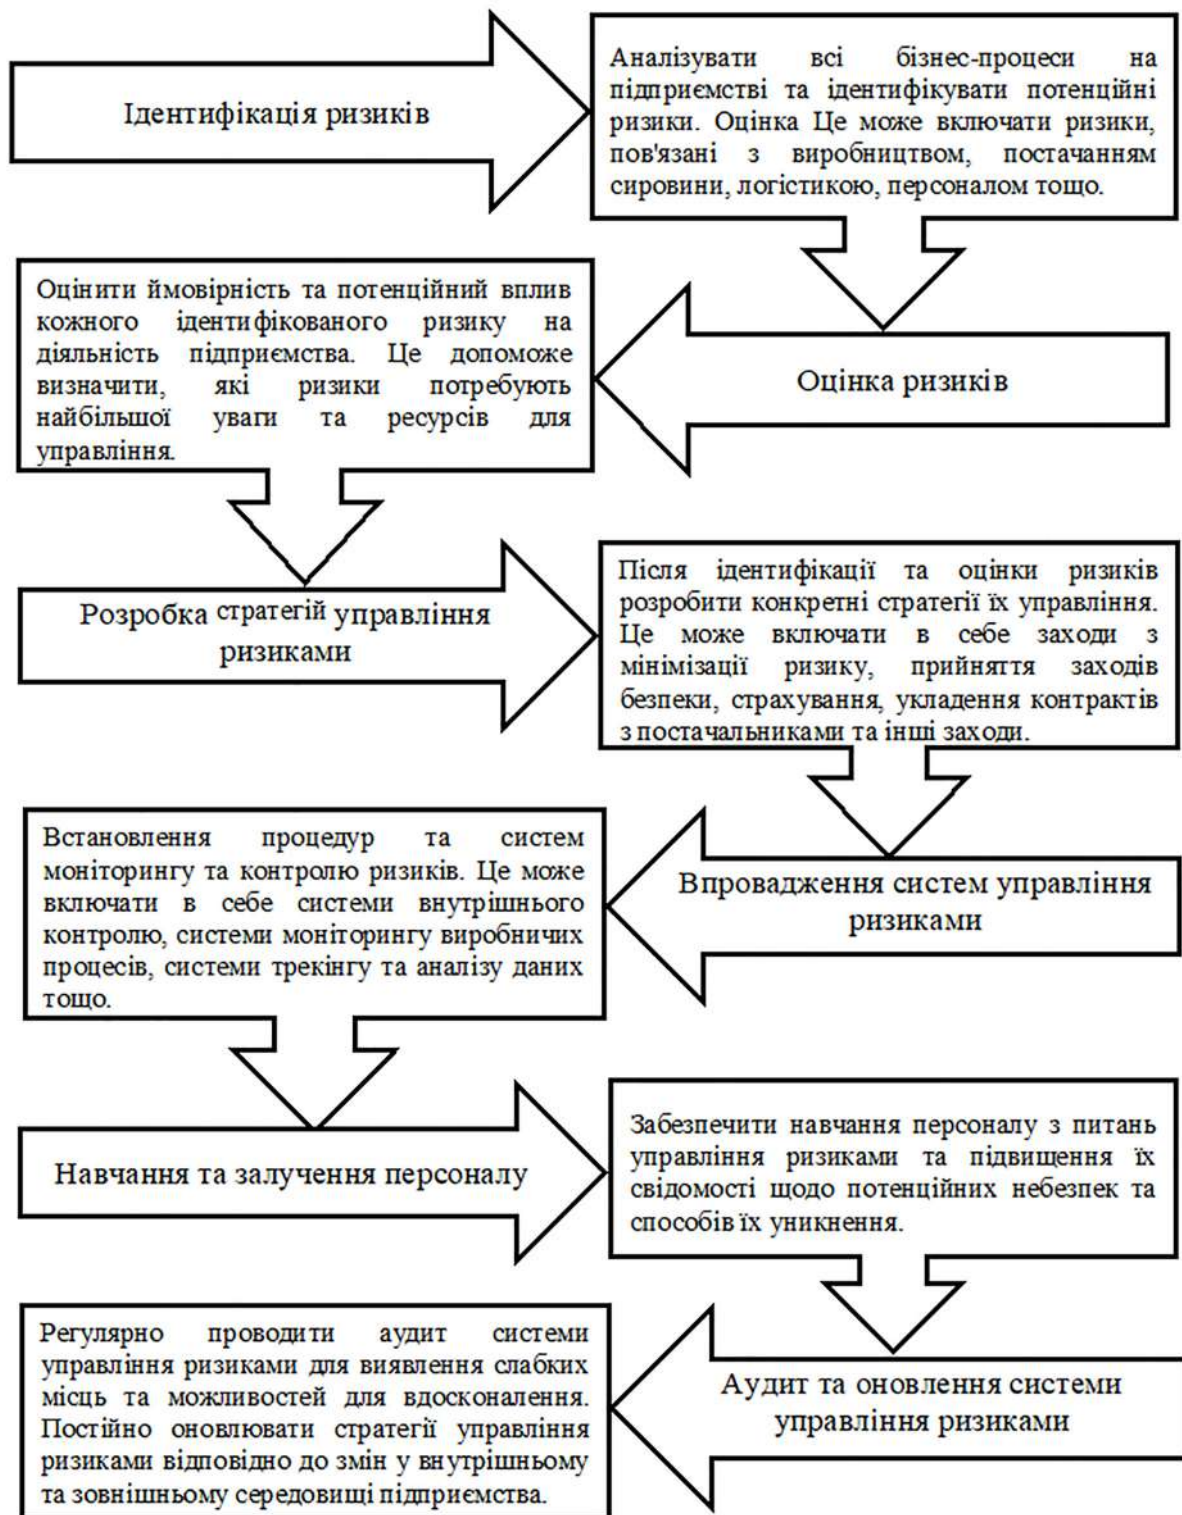 Ідентифікація ризиків
Аналізувати всі бізнес-процеси на
підприємстві та ідентифікувати потенційні
ризики. Оцінка Це може включати ризики,
пов'язані з виробництвом, постачанням
сировини, логістикою, персоналом тощо.
Оцінка ризиків
Оцінити ймовірність та потенційний вплив
кожного ідентифікованого ризику на
діяльність підприємства. Це допоможе
визначити, які ризики потребують
найбільшої уваги та ресурсів для
управління.
Розробка стратегій управління
ризиками
Після ідентифікації та оцінки ризиків
розробити конкретні стратегії їх управління.
Це може включати в себе заходи з
мінімізації ризику, прийняття заходів
безпеки, страхування, укладення контрактів
з постачальниками та інші заходи.
Впровадження систем управління
ризиками
Встановлення процедур та систем
моніторингу та контролю ризиків. Це може
включати в себе системи внутрішнього
контролю, системи моніторингу виробничих
процесів, системи трекінгу та аналізу даних
тощо.
Навчання та залучення персоналу
Забезпечити навчання персоналу з питань
управління ризиками та підвищення їх
свідомості щодо потенційних небезпек та
способів їх уникнення.
Аудит та оновлення системи
управління ризиками
Регулярно проводити аудит системи
управління ризиками для виявлення слабких
місць та можливостей для вдосконалення.
Постійно оновлювати стратегії управління
ризиками відповідно до змін у внутрішньому
та зовнішньому середовищі підприємства.